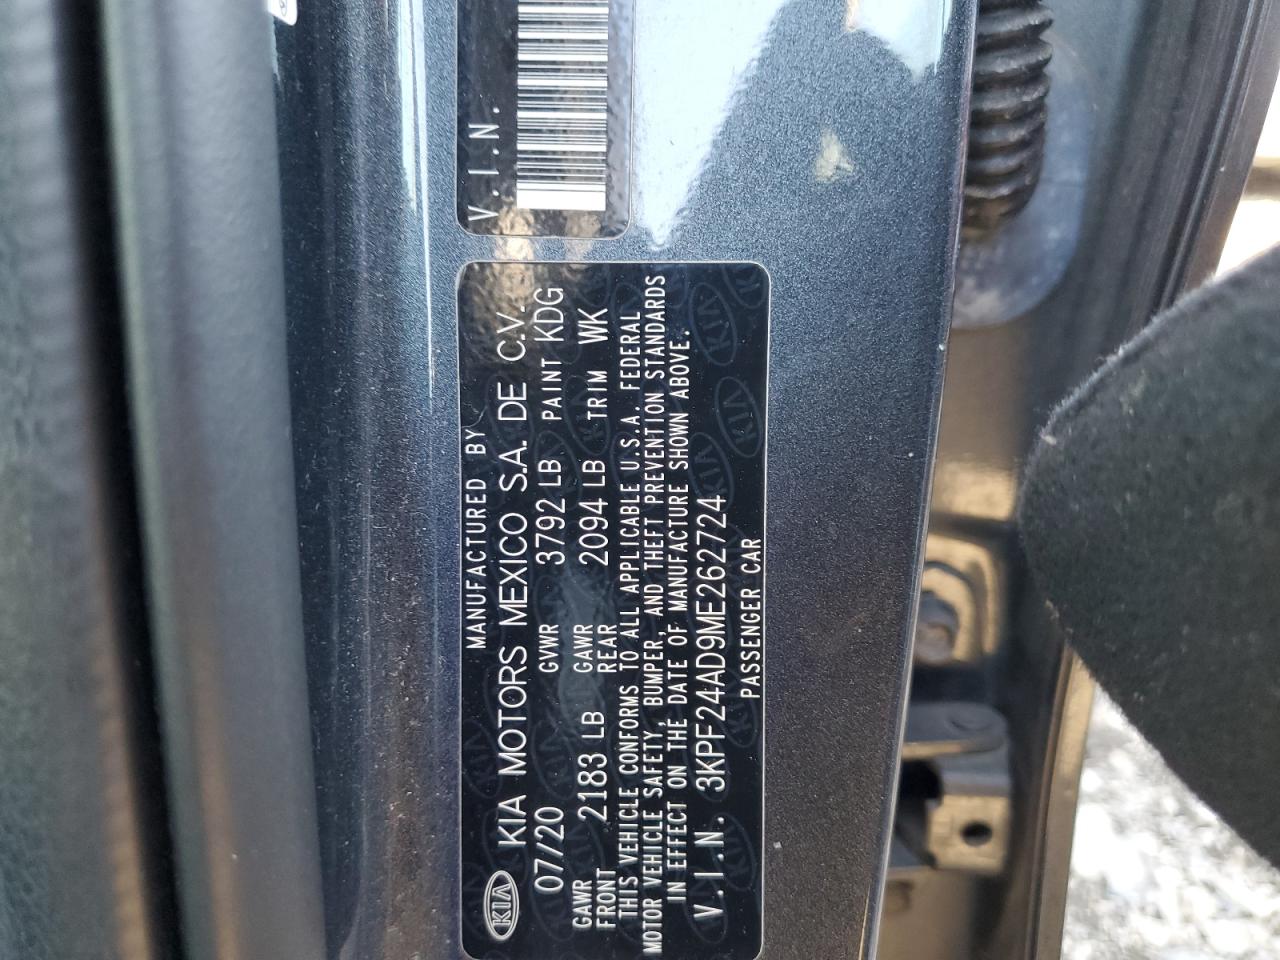 KIA KIA MOTORS MEXICO S.A. DE C.V.
MANUFACTURED BY
07/20 GVWR 3792 LB PAINT KDG
GAWR FRONT 2183 LB GAWR REAR 2094 LB TRIM WK
THIS VEHICLE CONFORMS TO ALL APPLICABLE U.S.A. FEDERAL
MOTOR VEHICLE SAFETY, BUMPER, AND THEFT PREVENTION STANDARDS
IN EFFECT ON THE DATE OF MANUFACTURE SHOWN ABOVE.
V.I.N. 3KPF24AD9ME262724
PASSENGER CAR
V.I.N.